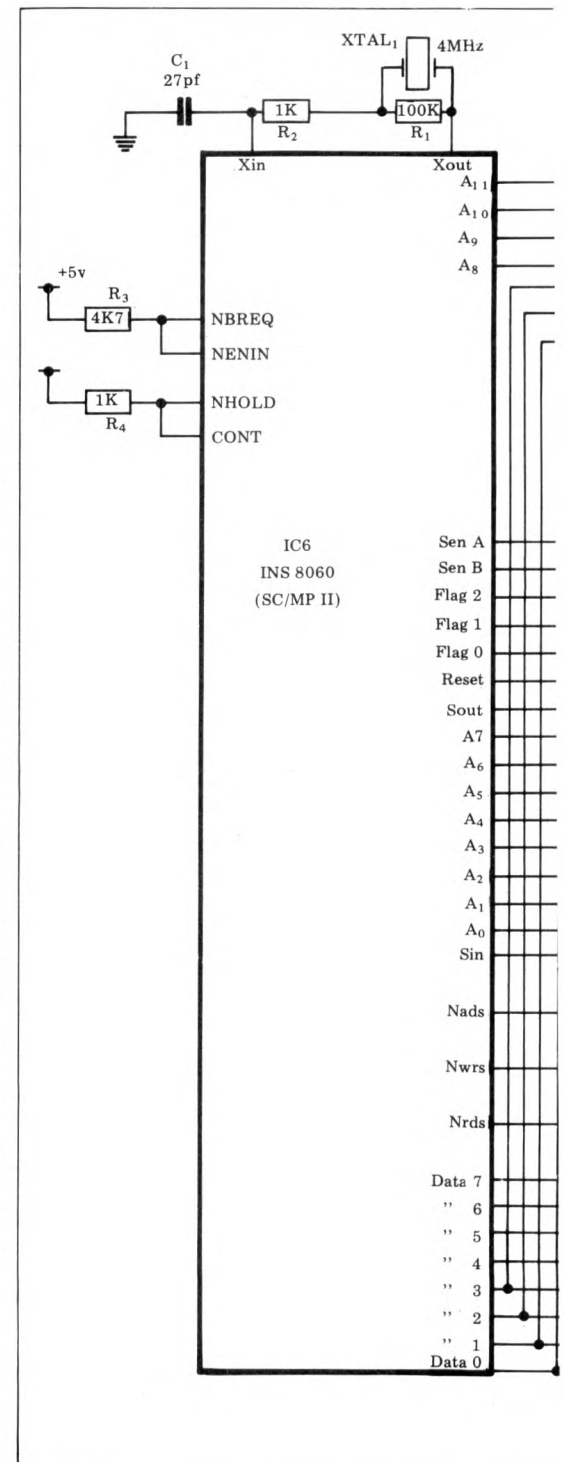 XTAL₁ 4MHz
C₁
27pf
1K
100K
R₂
R₁
Xin
Xout
A₁₁
A₁₀
A₉
A₈
+5v
R₃
4K7
NBREQ
NENIN
1K
NHOLD
R₄
CONT
IC6
INS 8060
(SC/MP II)
Sen A
Sen B
Flag 2
Flag 1
Flag 0
Reset
Sout
A7
A₆
A₅
A₄
A₃
A₂
A₁
A₀
Sin
Nads
Nwrs
Nrds
Data 7
” 6
” 5
” 4
” 3
” 2
” 1
Data 0